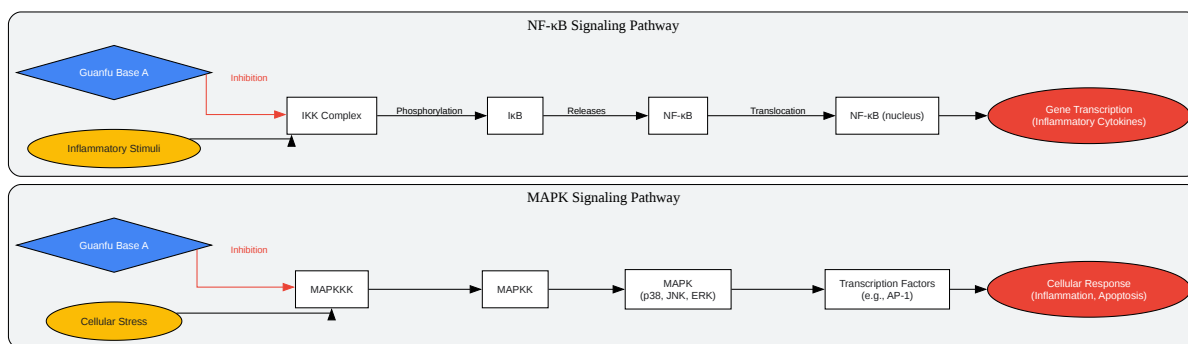 NF-κB Signaling Pathway
Guanfu Base A
Inhibition
IKK Complex
Phosphorylation
IκB
Releases
NF-κB
Translocation
NF-κB (nucleus)
Gene Transcription
(Inflammatory Cytokines)
Inflammatory Stimuli
MAPK Signaling Pathway
Guanfu Base A
Inhibition
MAPKKK
MAPKK
MAPK
(p38, JNK, ERK)
Transcription Factors
(e.g., AP-1)
Cellular Response
(Inflammation, Apoptosis)
Cellular Stress